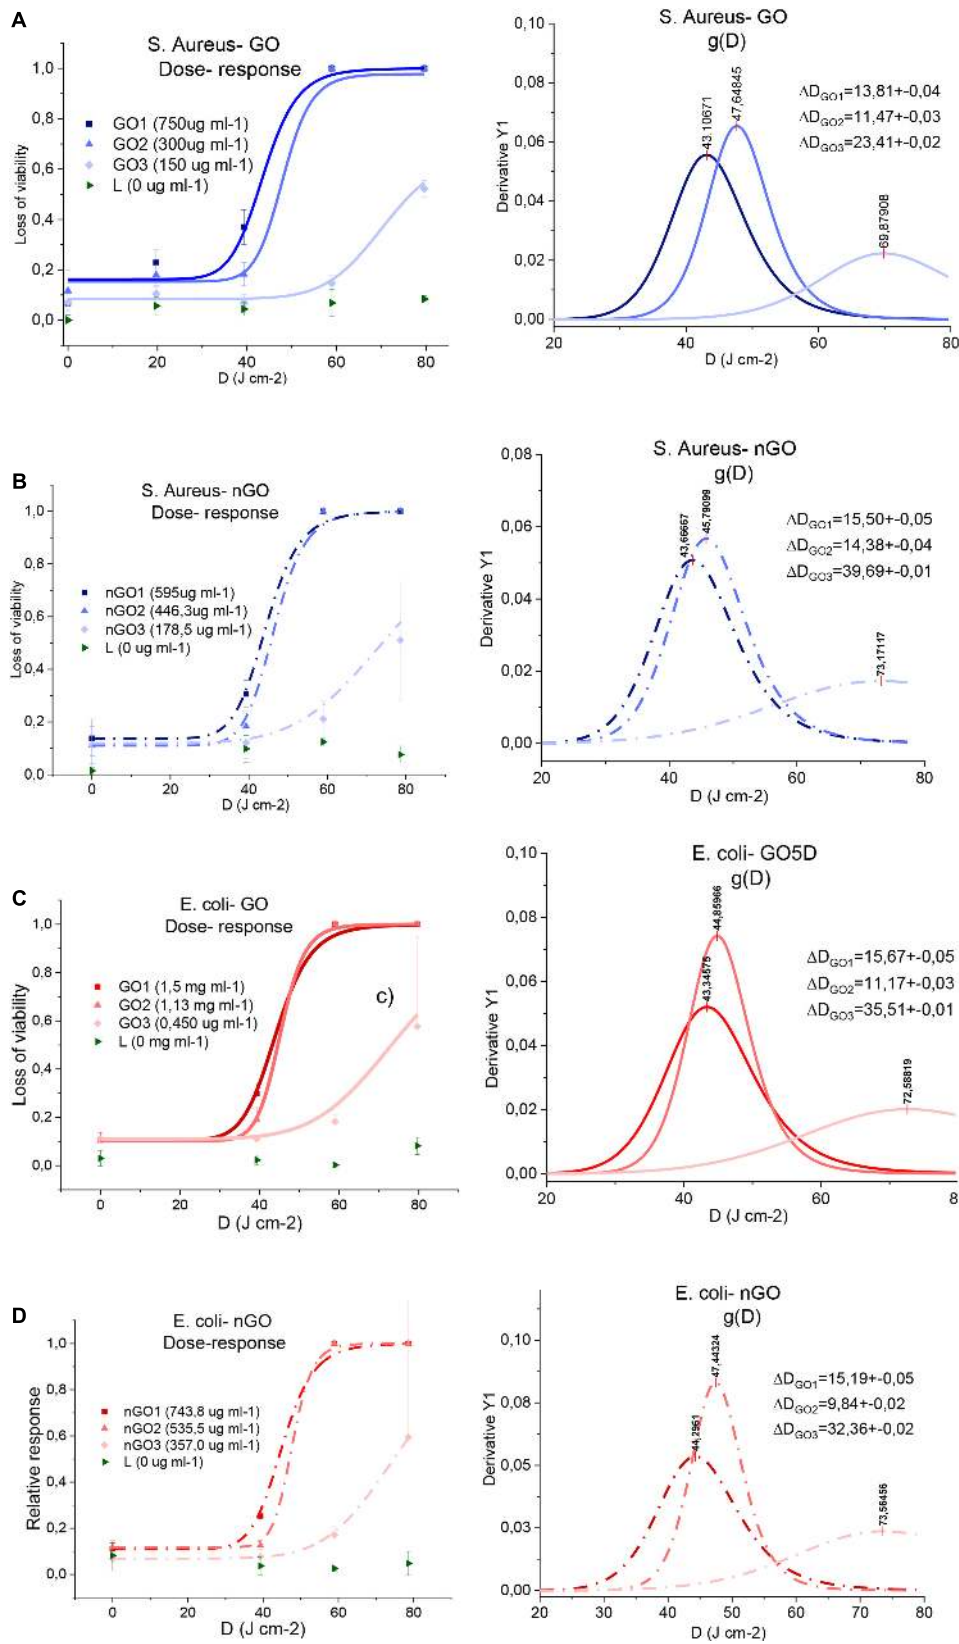 A
S. Aureus- GO
Dose- response
1,0
0,8
0,6
0,4
0,2
0,0
Loss of viability
GO1 (750ug ml-1)
GO2 (300ug ml-1)
GO3 (150 ug ml-1)
L (0 ug ml-1)
0
20
40
60
80
D (J cm-2)
S. Aureus- GO
g(D)
0,10
0,08
0,06
0,04
0,02
0,00
Derivative Y1
43,10671
47,64845
69,87908
ΔD_GO1=13,81+-0,04
ΔD_GO2=11,47+-0,03
ΔD_GO3=23,41+-0,02
20
40
60
80
D (J cm-2)
B
S. Aureus- nGO
Dose- response
1,0
0,8
0,6
0,4
0,2
0,0
Loss of viability
nGO1 (595ug ml-1)
nGO2 (446,3ug ml-1)
nGO3 (178,5 ug ml-1)
L (0 ug ml-1)
0
20
40
60
80
D (J cm-2)
S. Aureus- nGO
g(D)
0,08
0,06
0,04
0,02
0,00
Derivative Y1
43,66667
45,79099
73,17117
ΔD_GO1=15,50+-0,05
ΔD_GO2=14,38+-0,04
ΔD_GO3=39,69+-0,01
20
40
60
80
D (J cm-2)
C
E. coli- GO
Dose- response
1,0
0,8
0,6
0,4
0,2
0,0
Loss of viability
GO1 (1,5 mg ml-1)
GO2 (1,13 mg ml-1)
GO3 (0,450 ug ml-1)
L (0 mg ml-1)
c)
0
20
40
60
80
D (J cm-2)
E. coli- GO5D
g(D)
0,10
0,08
0,06
0,04
0,02
0,00
Derivative Y1
43,34575
44,85966
72,58819
ΔD_GO1=15,67+-0,05
ΔD_GO2=11,17+-0,03
ΔD_GO3=35,51+-0,01
20
40
60
8
D (J cm-2)
D
E. coli- nGO
Dose-response
1,0
0,8
0,6
0,4
0,2
0,0
Relative response
nGO1 (743,8 ug ml-1)
nGO2 (535,5 ug ml-1)
nGO3 (357,0 ug ml-1)
L (0 ug ml-1)
0
20
40
60
80
D (J cm-2)
E. coli- nGO
g(D)
0,10
0,08
0,05
0,03
0,00
Derivative Y1
44,2961
47,44324
73,56456
ΔD_GO1=15,19+-0,05
ΔD_GO2=9,84+-0,02
ΔD_GO3=32,36+-0,02
20
30
40
50
60
70
80
D (J cm-2)